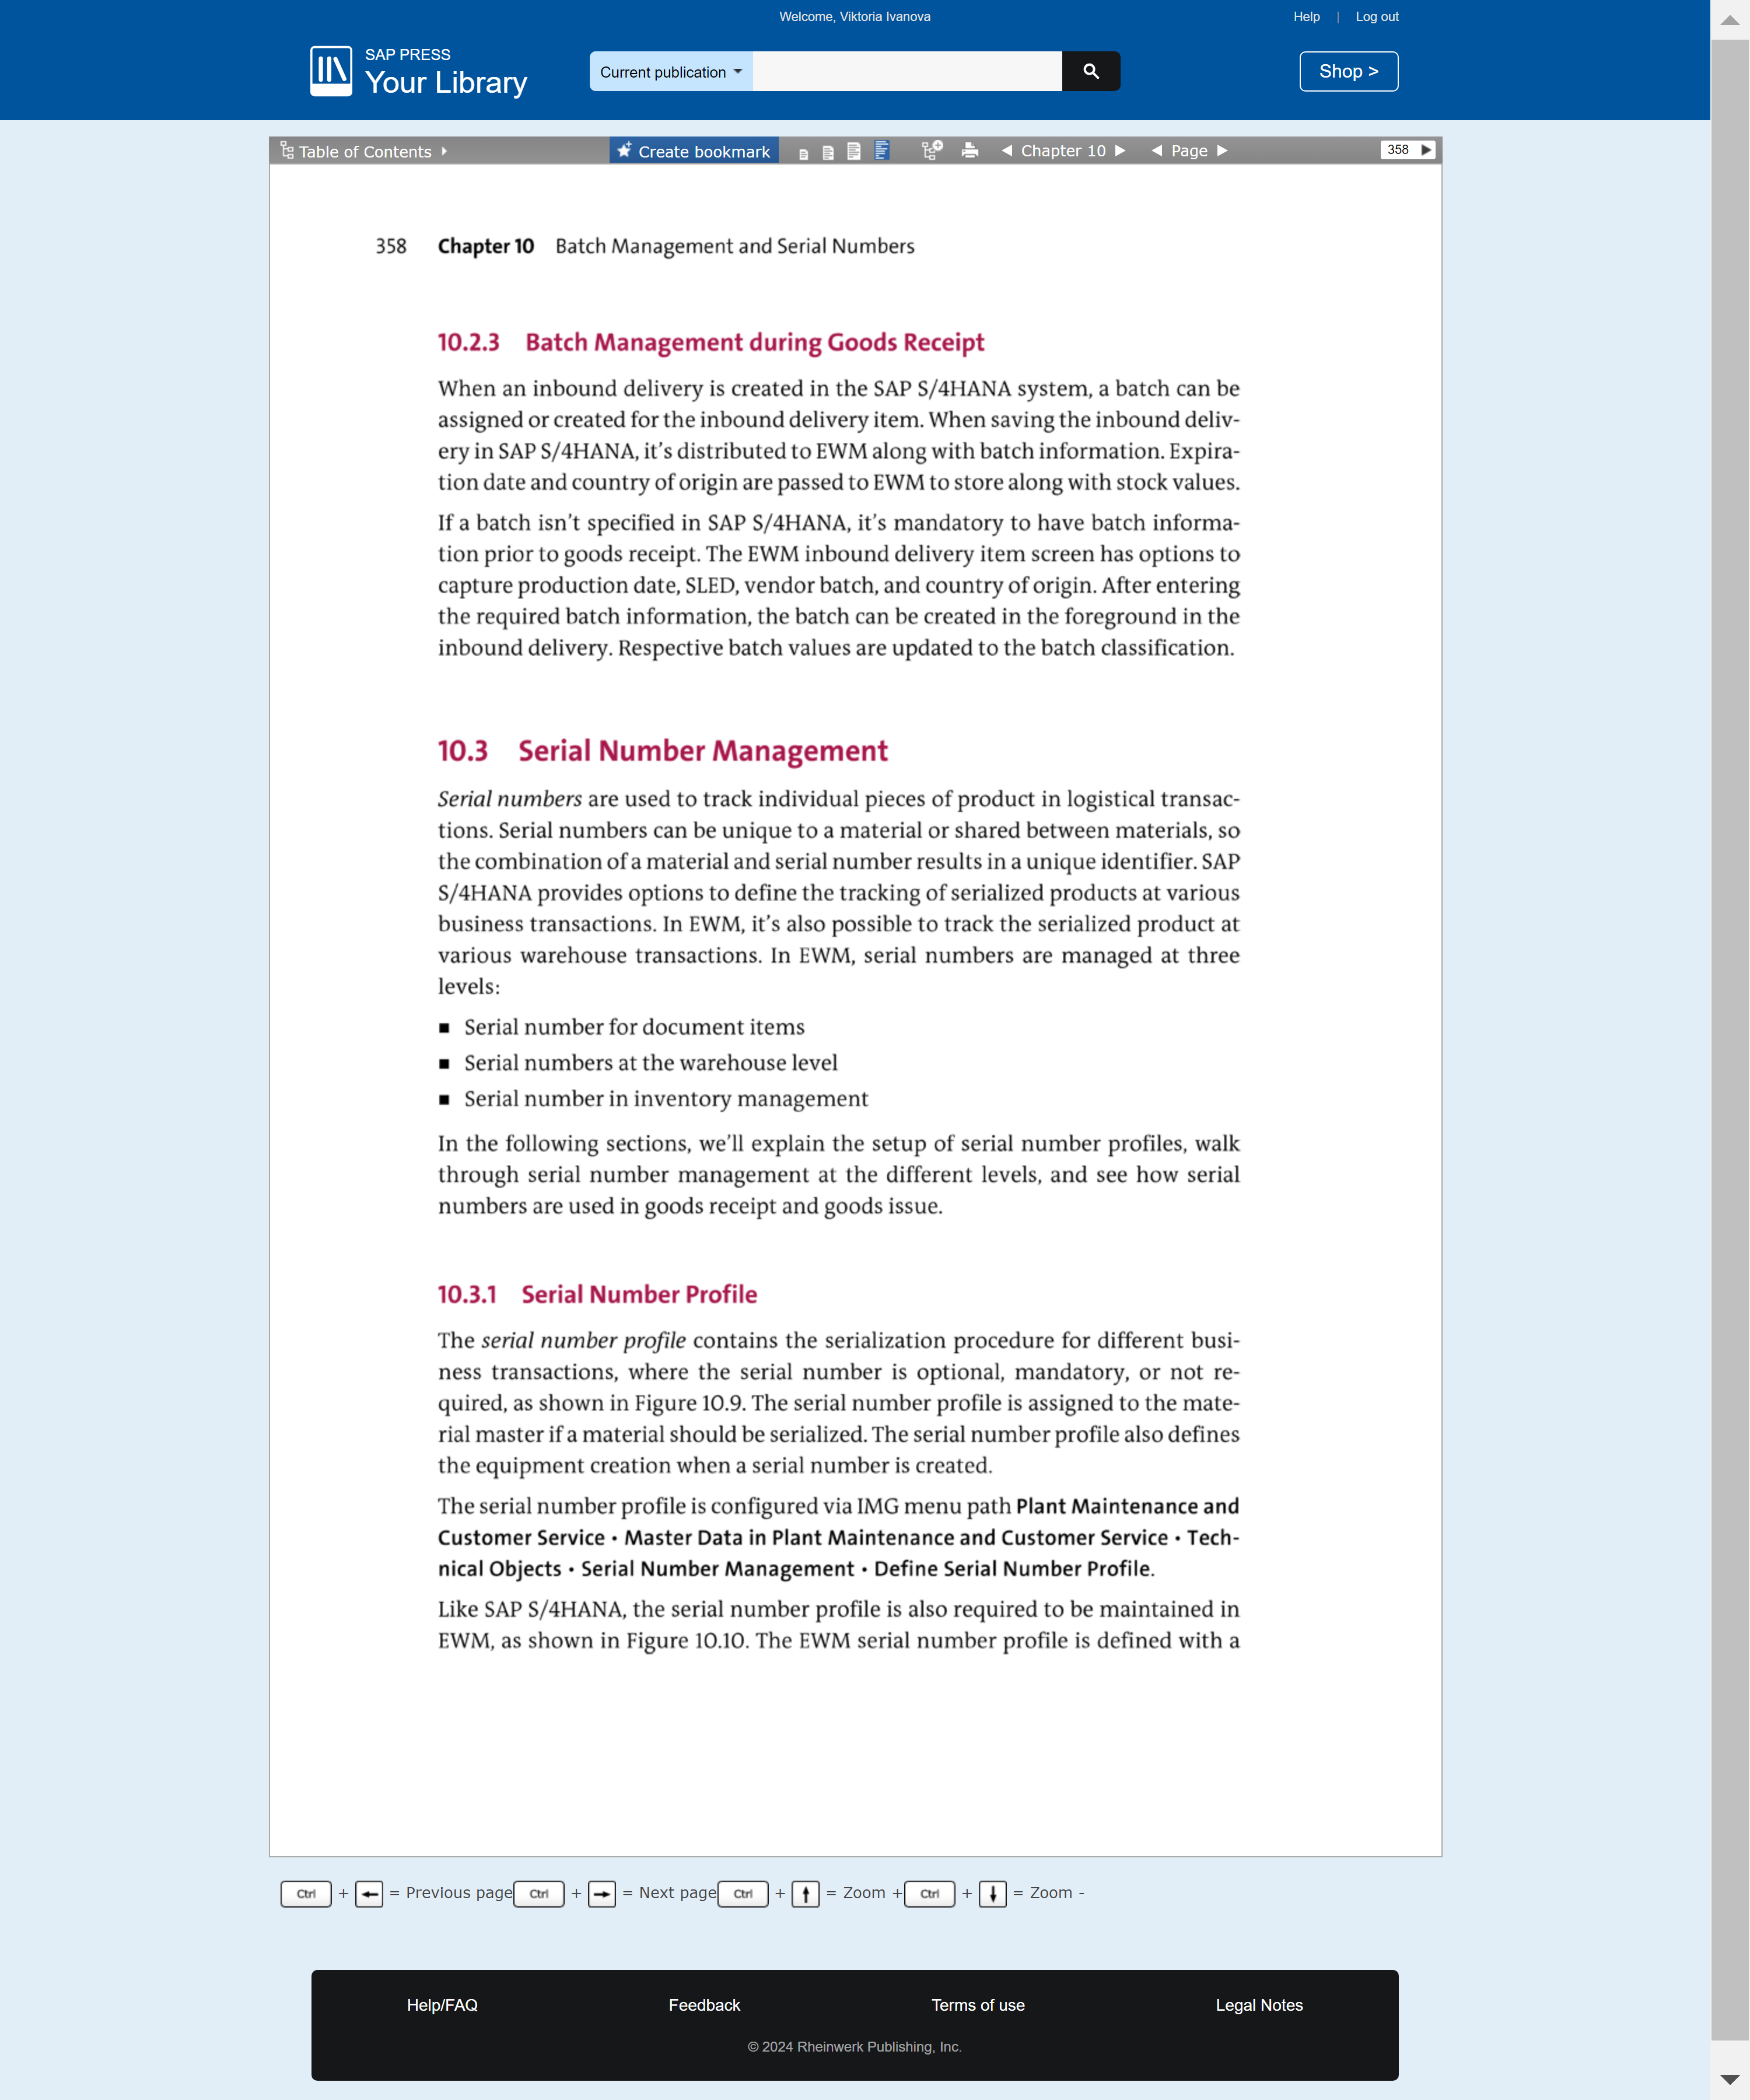 Welcome, Viktoria Ivanova
Help | Log out
SAP PRESS
Your Library
Current publication
Shop >
Table of Contents
Create bookmark
Chapter 10
Page
358
358 Chapter 10 Batch Management and Serial Numbers
10.2.3 Batch Management during Goods Receipt
When an inbound delivery is created in the SAP S/4HANA system, a batch can be
assigned or created for the inbound delivery item. When saving the inbound deliv-
ery in SAP S/4HANA, it's distributed to EWM along with batch information. Expira-
tion date and country of origin are passed to EWM to store along with stock values.
If a batch isn't specified in SAP S/4HANA, it's mandatory to have batch informa-
tion prior to goods receipt. The EWM inbound delivery item screen has options to
capture production date, SLED, vendor batch, and country of origin. After entering
the required batch information, the batch can be created in the foreground in the
inbound delivery. Respective batch values are updated to the batch classification.
10.3 Serial Number Management
Serial numbers are used to track individual pieces of product in logistical transac-
tions. Serial numbers can be unique to a material or shared between materials, so
the combination of a material and serial number results in a unique identifier. SAP
S/4HANA provides options to define the tracking of serialized products at various
business transactions. In EWM, it's also possible to track the serialized product at
various warehouse transactions. In EWM, serial numbers are managed at three
levels:
■ Serial number for document items
■ Serial numbers at the warehouse level
■ Serial number in inventory management
In the following sections, we'll explain the setup of serial number profiles, walk
through serial number management at the different levels, and see how serial
numbers are used in goods receipt and goods issue.
10.3.1 Serial Number Profile
The serial number profile contains the serialization procedure for different busi-
ness transactions, where the serial number is optional, mandatory, or not re-
quired, as shown in Figure 10.9. The serial number profile is assigned to the mate-
rial master if a material should be serialized. The serial number profile also defines
the equipment creation when a serial number is created.
The serial number profile is configured via IMG menu path Plant Maintenance and
Customer Service • Master Data in Plant Maintenance and Customer Service • Tech-
nical Objects • Serial Number Management • Define Serial Number Profile.
Like SAP S/4HANA, the serial number profile is also required to be maintained in
EWM, as shown in Figure 10.10. The EWM serial number profile is defined with a
Ctrl + ← = Previous page Ctrl + → = Next page Ctrl + ↑ = Zoom + Ctrl + ↓ = Zoom -
Help/FAQ Feedback Terms of use Legal Notes
© 2024 Rheinwerk Publishing, Inc.